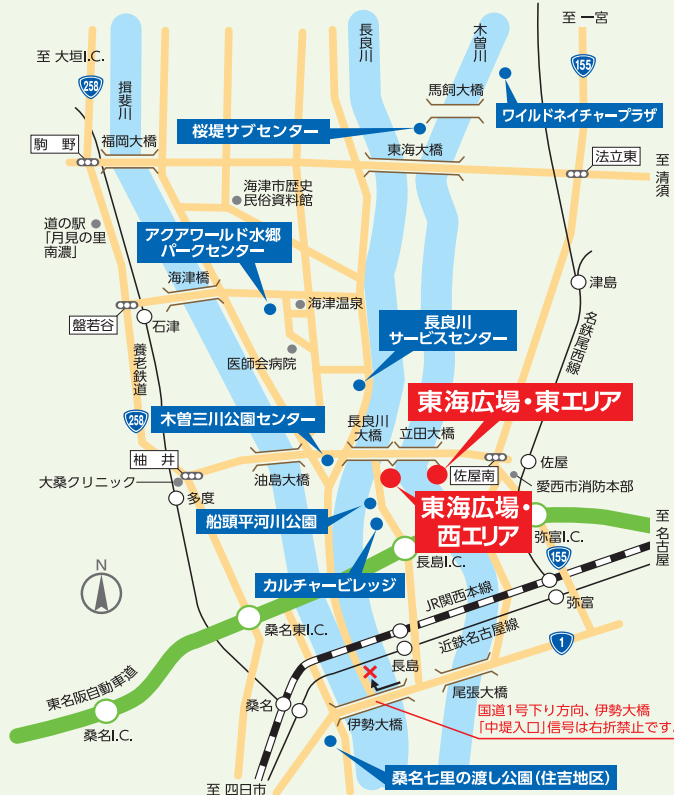 至 一宮
長良川
木曽川
155
至 大垣I.C.
258
揖斐川
馬飼大橋
ワイルドネイチャープラザ
桜堤サブセンター
駒 野
福岡大橋
東海大橋
法立東
至 清須
海津市歴史
民俗資料館
道の駅
「月見の里
南濃」
アクアワールド水郷
パークセンター
海津橋
津島
海津温泉
盤若谷
石津
長良川
サービスセンター
名鉄尾西線
医師会病院
養老鉄道
東海広場・東エリア
258
木曽三川公園センター
長良川
大橋
立田大橋
柚 井
油島大橋
佐屋南
佐屋
大桑クリニック
多度
愛西市消防本部
東海広場・
西エリア
船頭平河川公園
至 名古屋
弥富I.C.
長島I.C.
155
カルチャービレッジ
N
JR関西本線
弥富
桑名東I.C.
近鉄名古屋線
1
長島
東名阪自動車道
尾張大橋
桑名
国道1号下り方向、伊勢大橋
「中堤入口」信号は右折禁止です。
伊勢大橋
桑名I.C.
桑名七里の渡し公園(住吉地区)
至 四日市